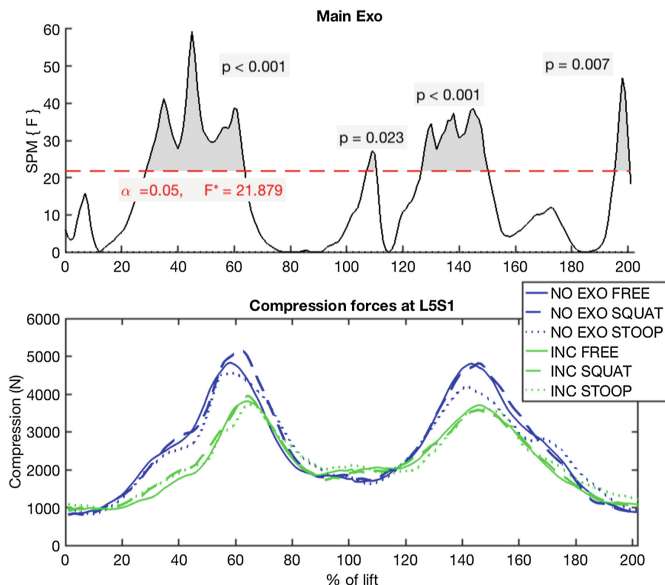 Main Exo
SPM { F }
60
50
40
30
20
10
0
p < 0.001
p = 0.023
p < 0.001
p = 0.007
α =0.05, F* = 21.879
0 20 40 60 80 100 120 140 160 180 200
Compression forces at L5S1
NO EXO FREE
NO EXO SQUAT
NO EXO STOOP
INC FREE
INC SQUAT
INC STOOP
Compression (N)
6000
5000
4000
3000
2000
1000
0
0 20 40 60 80 100 120 140 160 180 200
% of lift